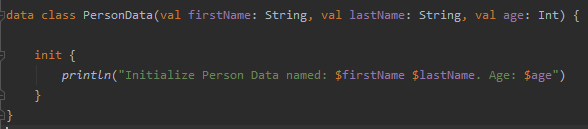 data class PersonData(val firstName: String, val lastName: String, val age: Int) {
init {
println("Initialize Person Data named: $firstName $lastName. Age: $age")
}
}